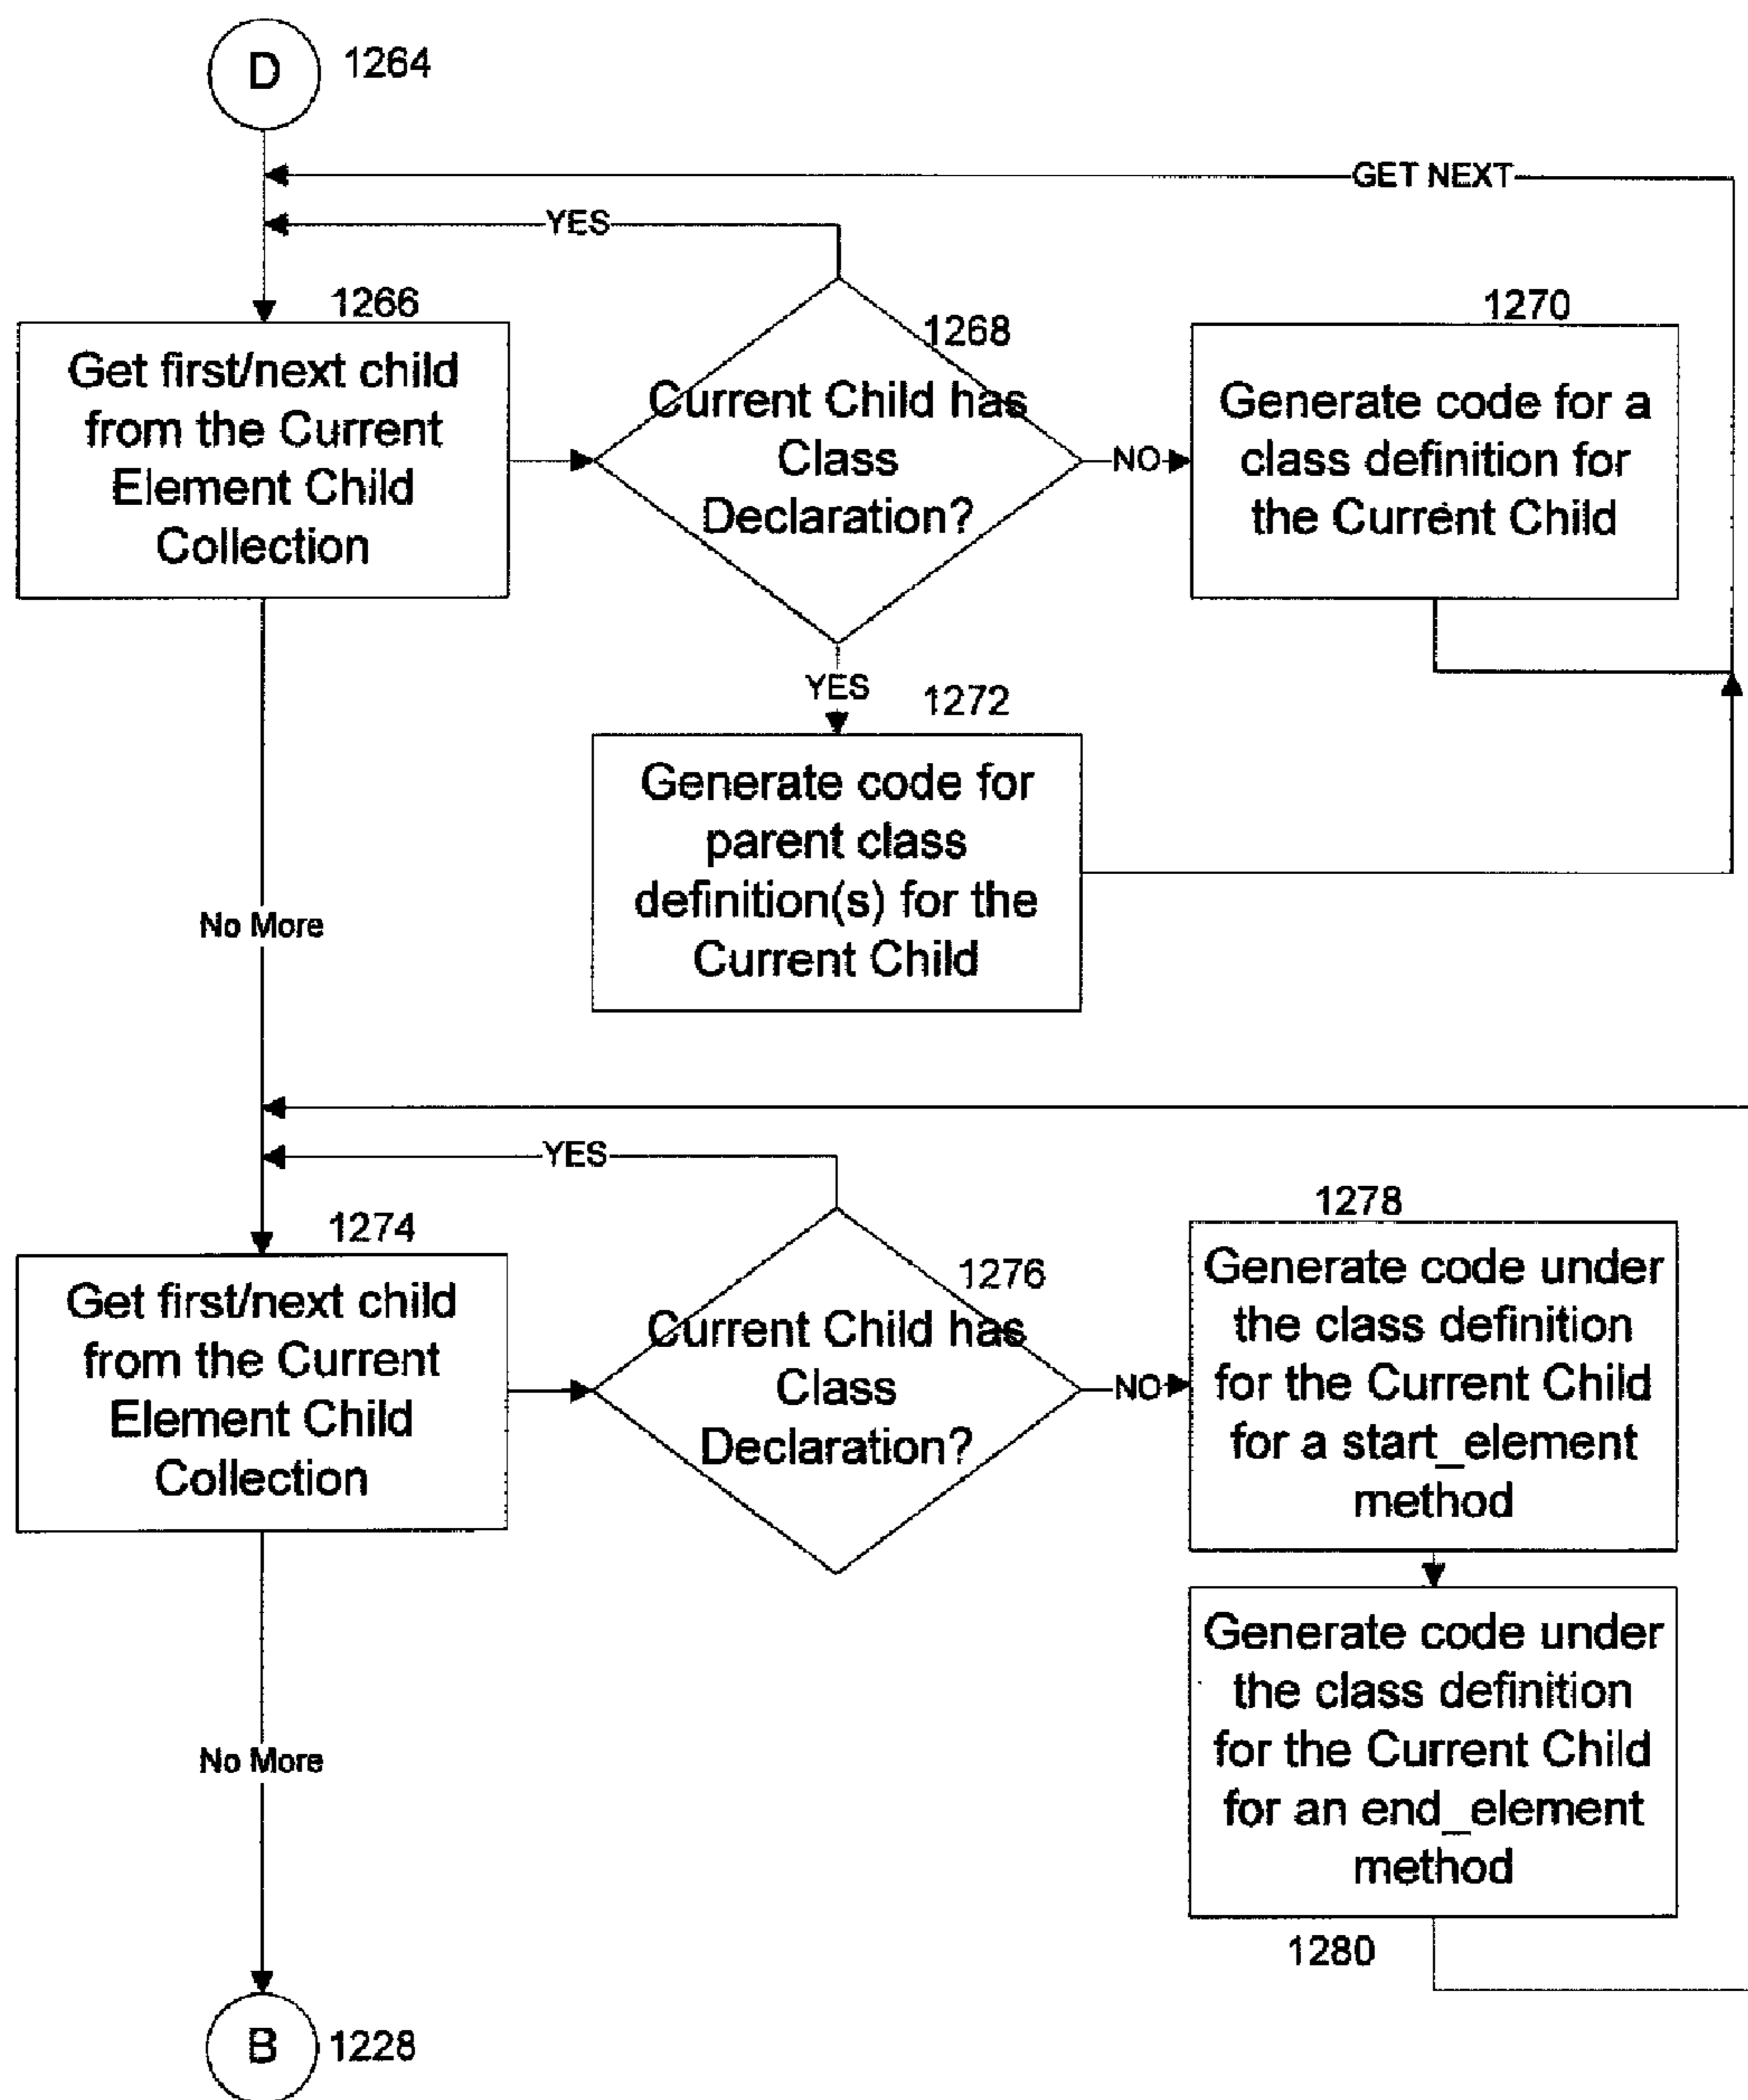 D
1264
GET NEXT
YES
1266
Get first/next child
from the Current
Element Child
Collection
1268
Current Child has
Class
Declaration?
NO
1270
Generate code for a
class definition for
the Current Child
YES
1272
Generate code for
parent class
definition(s) for the
Current Child
No More
YES
1274
Get first/next child
from the Current
Element Child
Collection
1276
Current Child has
Class
Declaration?
NO
1278
Generate code under
the class definition
for the Current Child
for a start_element
method
Generate code under
the class definition
for the Current Child
for an end_element
method
1280
No More
B
1228